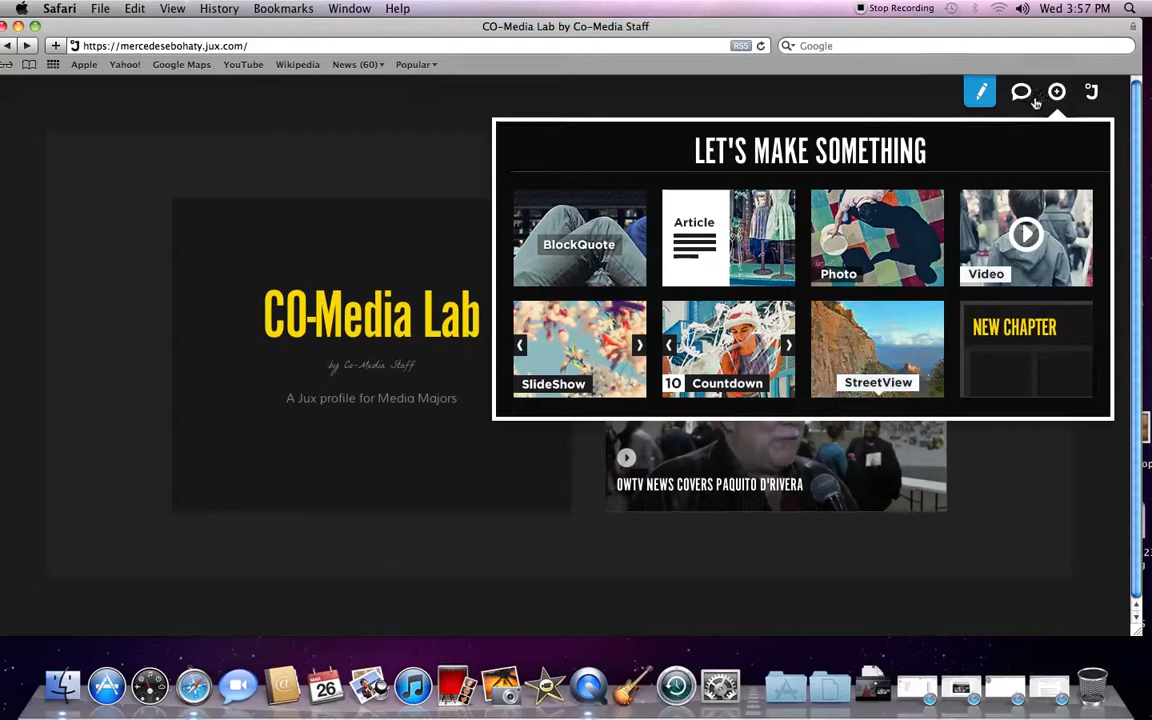 Safari File Edit View History Bookmarks Window Help Stop Recording Wed 3:57 PM
CO-Media Lab by Co-Media Staff
https://mercedesebohaty.jux.com/ RSS Google
Apple Yahoo! Google Maps YouTube Wikipedia News (60) Popular
LET'S MAKE SOMETHING
BlockQuote
Article
Photo
Video
SlideShow
10 Countdown
StreetView
NEW CHAPTER
CO-Media Lab
by Co-Media Staff
A Jux profile for Media Majors
OWTV NEWS COVERS PAQUITO D'RIVERA
MAR
26